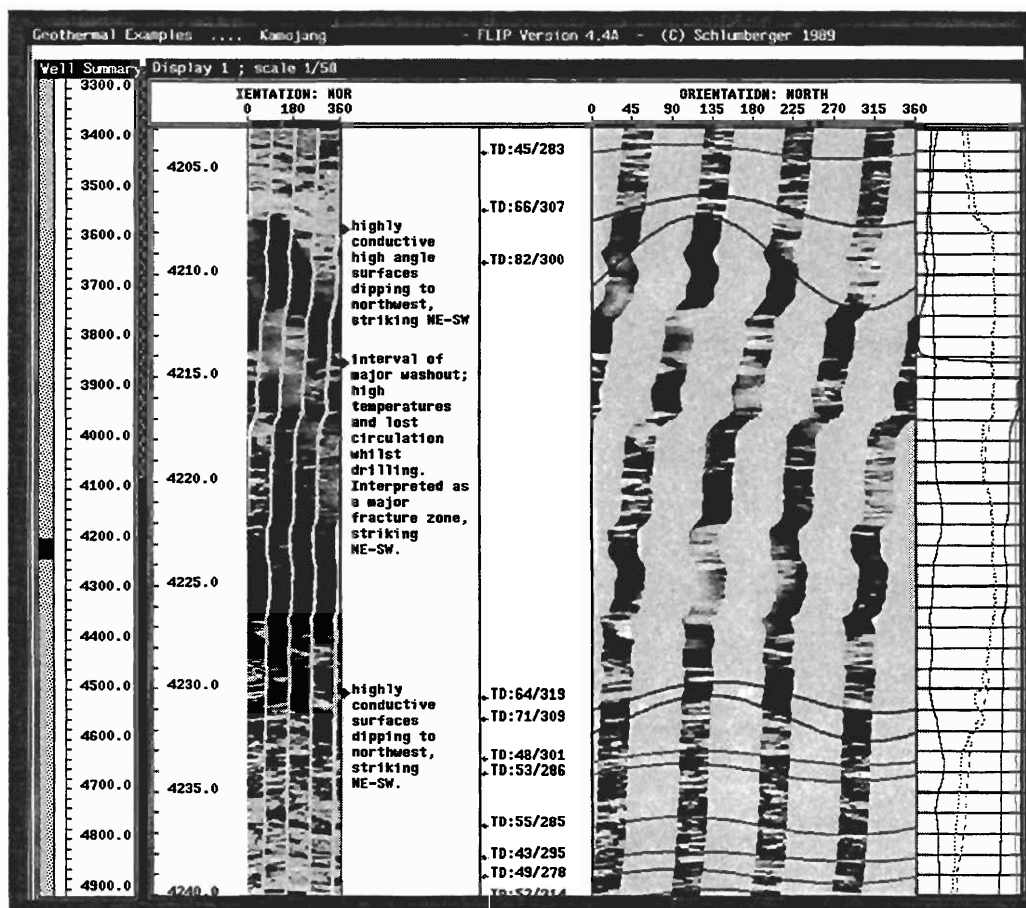 Geothermal Examples .... Kamojang - FLIP Version 4.4A - (C) Schlumberger 1989
Well Summary Display 1 ; scale 1/50
IENTATION: NOR
0 180 360
ORIENTATION: NORTH
0 45 90 135 180 225 270 315 360
3300.0
3400.0
3500.0
3600.0
3700.0
3800.0
3900.0
4000.0
4100.0
4200.0
4300.0
4400.0
4500.0
4600.0
4700.0
4800.0
4900.0
4205.0
4210.0
4215.0
4220.0
4225.0
4230.0
4235.0
4240.0
highly
conductive
high angle
surfaces
dipping to
northwest,
striking NE-SW
interval of
major washout;
high
temperatures
and lost
circulation
whilst
drilling.
Interpreted as
a major
fracture zone,
striking
NE-SW.
highly
conductive
surfaces
dipping to
northwest,
striking
NE-SW.
TD:45/283
TD:66/307
TD:82/300
TD:64/319
TD:71/309
TD:48/301
TD:53/286
TD:55/285
TD:43/295
TD:49/278